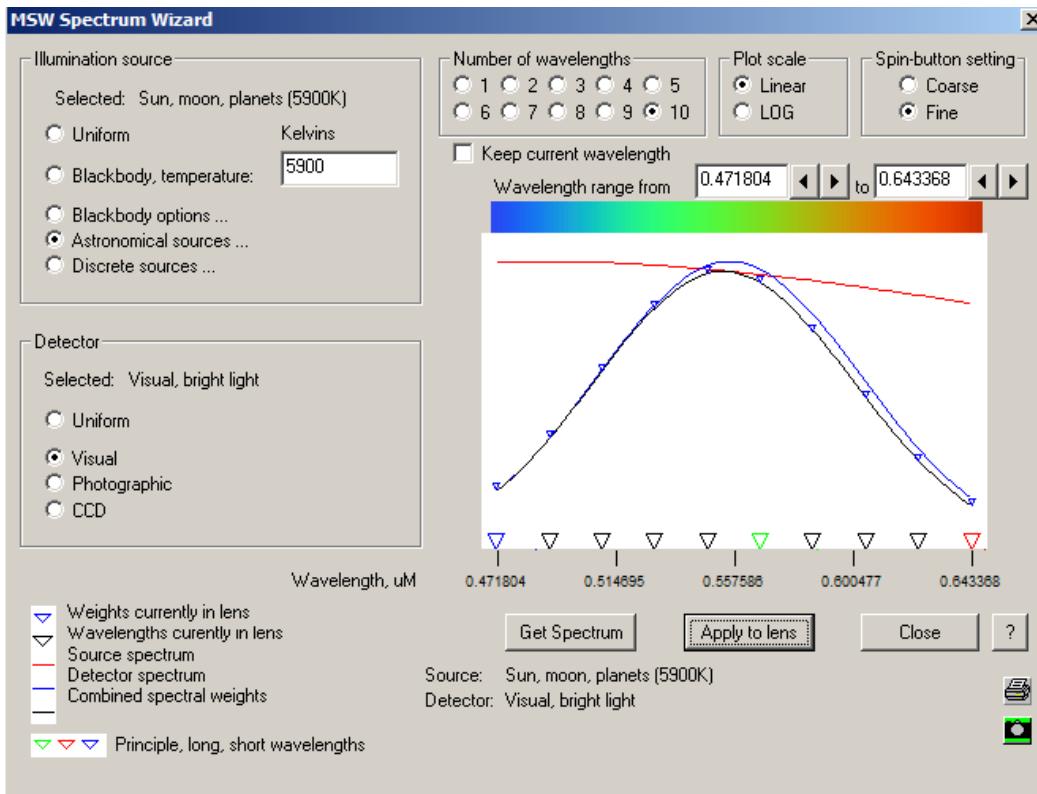 MSW Spectrum Wizard
Illumination source
Selected: Sun, moon, planets (5900K)
Uniform
Kelvins
Blackbody, temperature:
5900
Blackbody options ...
Astronomical sources ...
Discrete sources ...
Detector
Selected: Visual, bright light
Uniform
Visual
Photographic
CCD
Number of wavelengths
1 2 3 4 5
6 7 8 9 10
Plot scale
Linear
LOG
Spin-button setting
Coarse
Fine
Keep current wavelength
Wavelength range from 0.471804 to 0.643368
Wavelength, uM
0.471804 0.514695 0.557586 0.600477 0.643368
Weights currently in lens
Wavelengths curently in lens
Source spectrum
Detector spectrum
Combined spectral weights
Principle, long, short wavelengths
Get Spectrum Apply to lens Close ?
Source: Sun, moon, planets (5900K)
Detector: Visual, bright light